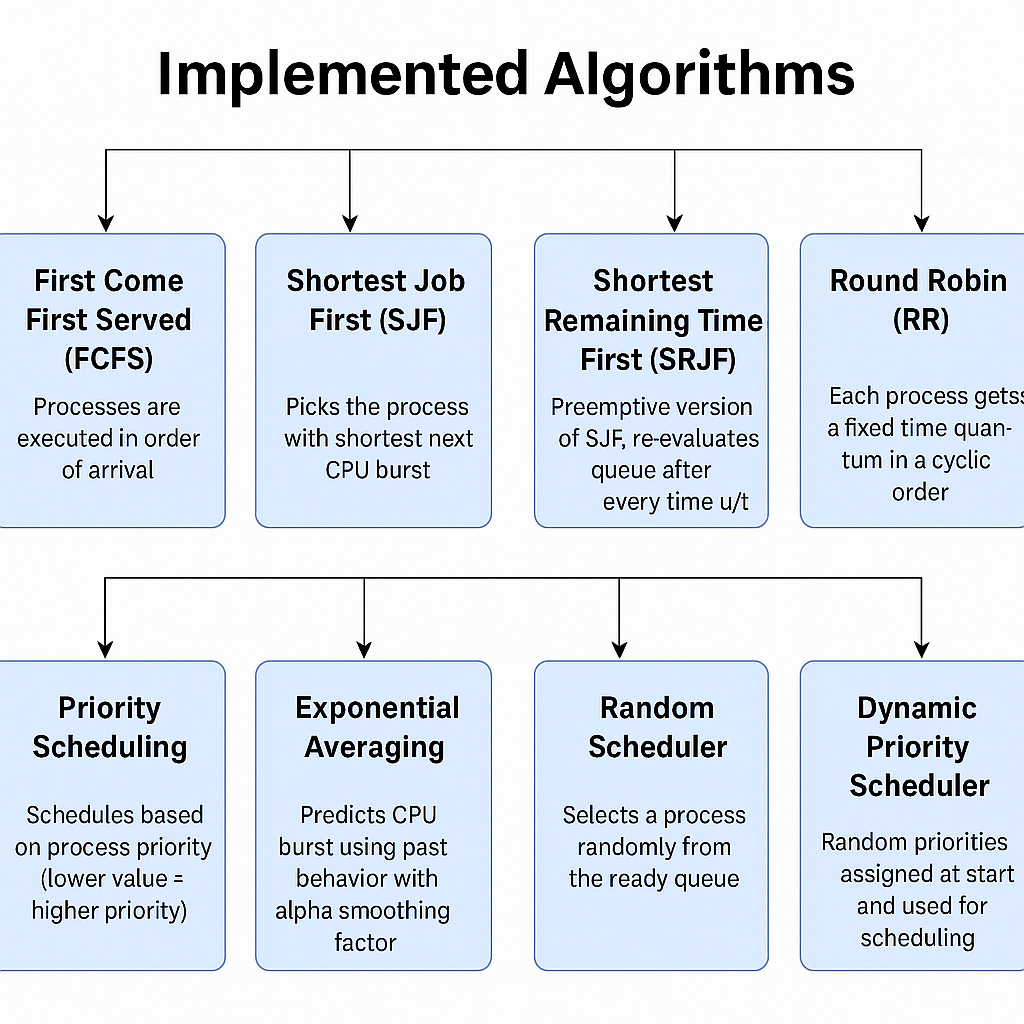 Implemented Algorithms
First Come
First Served
(FCFS)
Processes are
executed in order
of arrival
Shortest Job
First (SJF)
Picks the process
with shortest next
CPU burst
Shortest
Remaining Time
First (SRJF)
Preemptive version
of SJF, re-evaluates
queue after
every time u/t
Round Robin
(RR)
Each process getss
a fixed time quan-
tum in a cyclic
order
Priority
Scheduling
Schedules based
on process priority
(lower value =
higher priority)
Exponential
Averaging
Predicts CPU
burst using past
behavior with
alpha smoothing
factor
Random
Scheduler
Selects a process
randomly from
the ready queue
Dynamic
Priority
Scheduler
Random priorities
assigned at start
and used for
scheduling